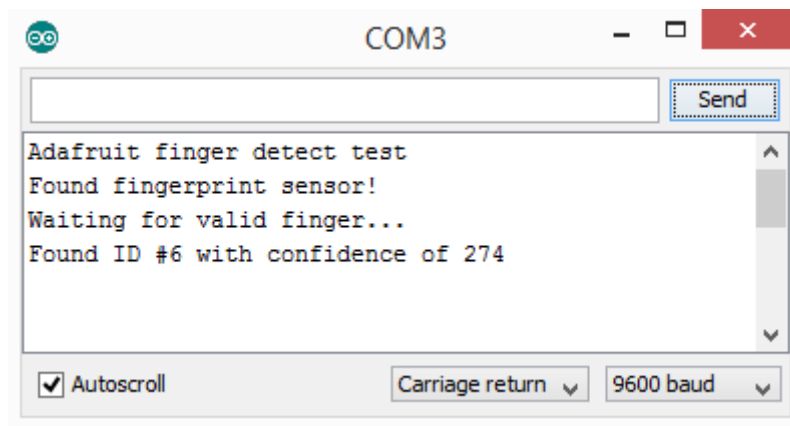 COM3
Send
Adafruit finger detect test
Found fingerprint sensor!
Waiting for valid finger...
Found ID #6 with confidence of 274
Autoscroll
Carriage return
9600 baud